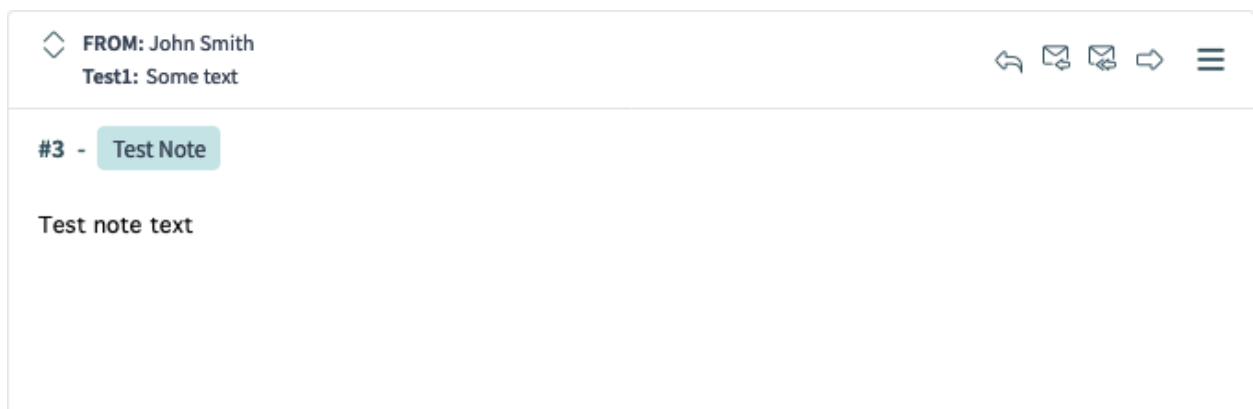 FROM: John Smith
Test1: Some text
#3 - Test Note
Test note text